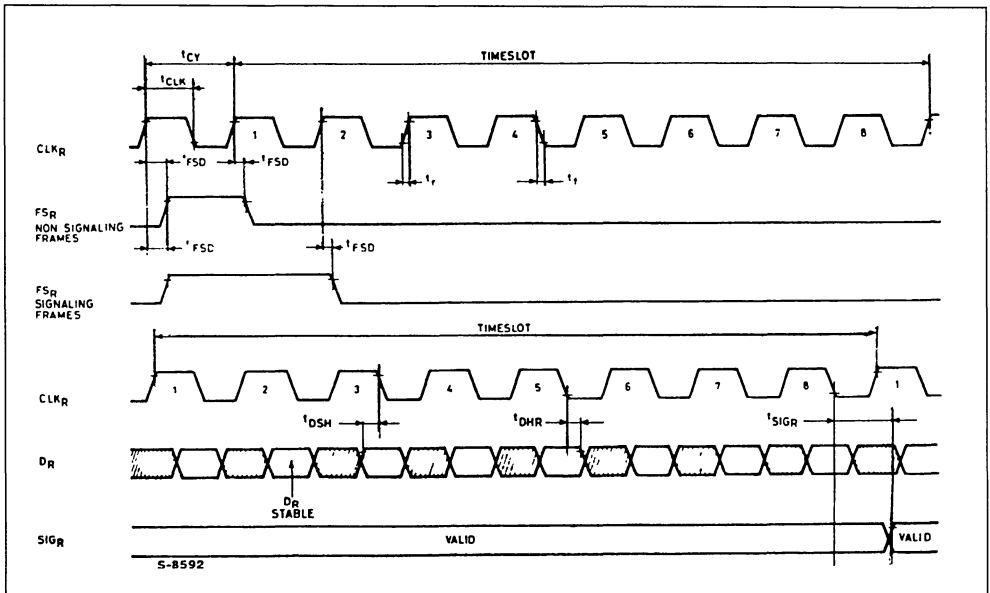 tCY
TIMESLOT
tCLK
1 2 3 4 5 6 7 8
CLKR
tFSD tFSD
tr tf
FSR
NON SIGNALING
FRAMES
tFSD
tFSD
FSR
SIGNALING
FRAMES
TIMESLOT
1 2 3 4 5 6 7 8 1
CLKR
tDSH tDHR tSIGR
DR
DR
STABLE
SIGR
VALID VALID
S-8592